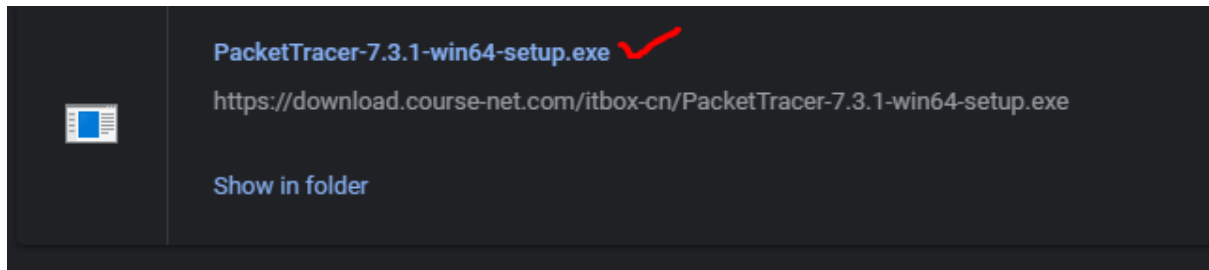 PacketTracer-7.3.1-win64-setup.exe
https://download.course-net.com/itbox-cn/PacketTracer-7.3.1-win64-setup.exe
Show in folder